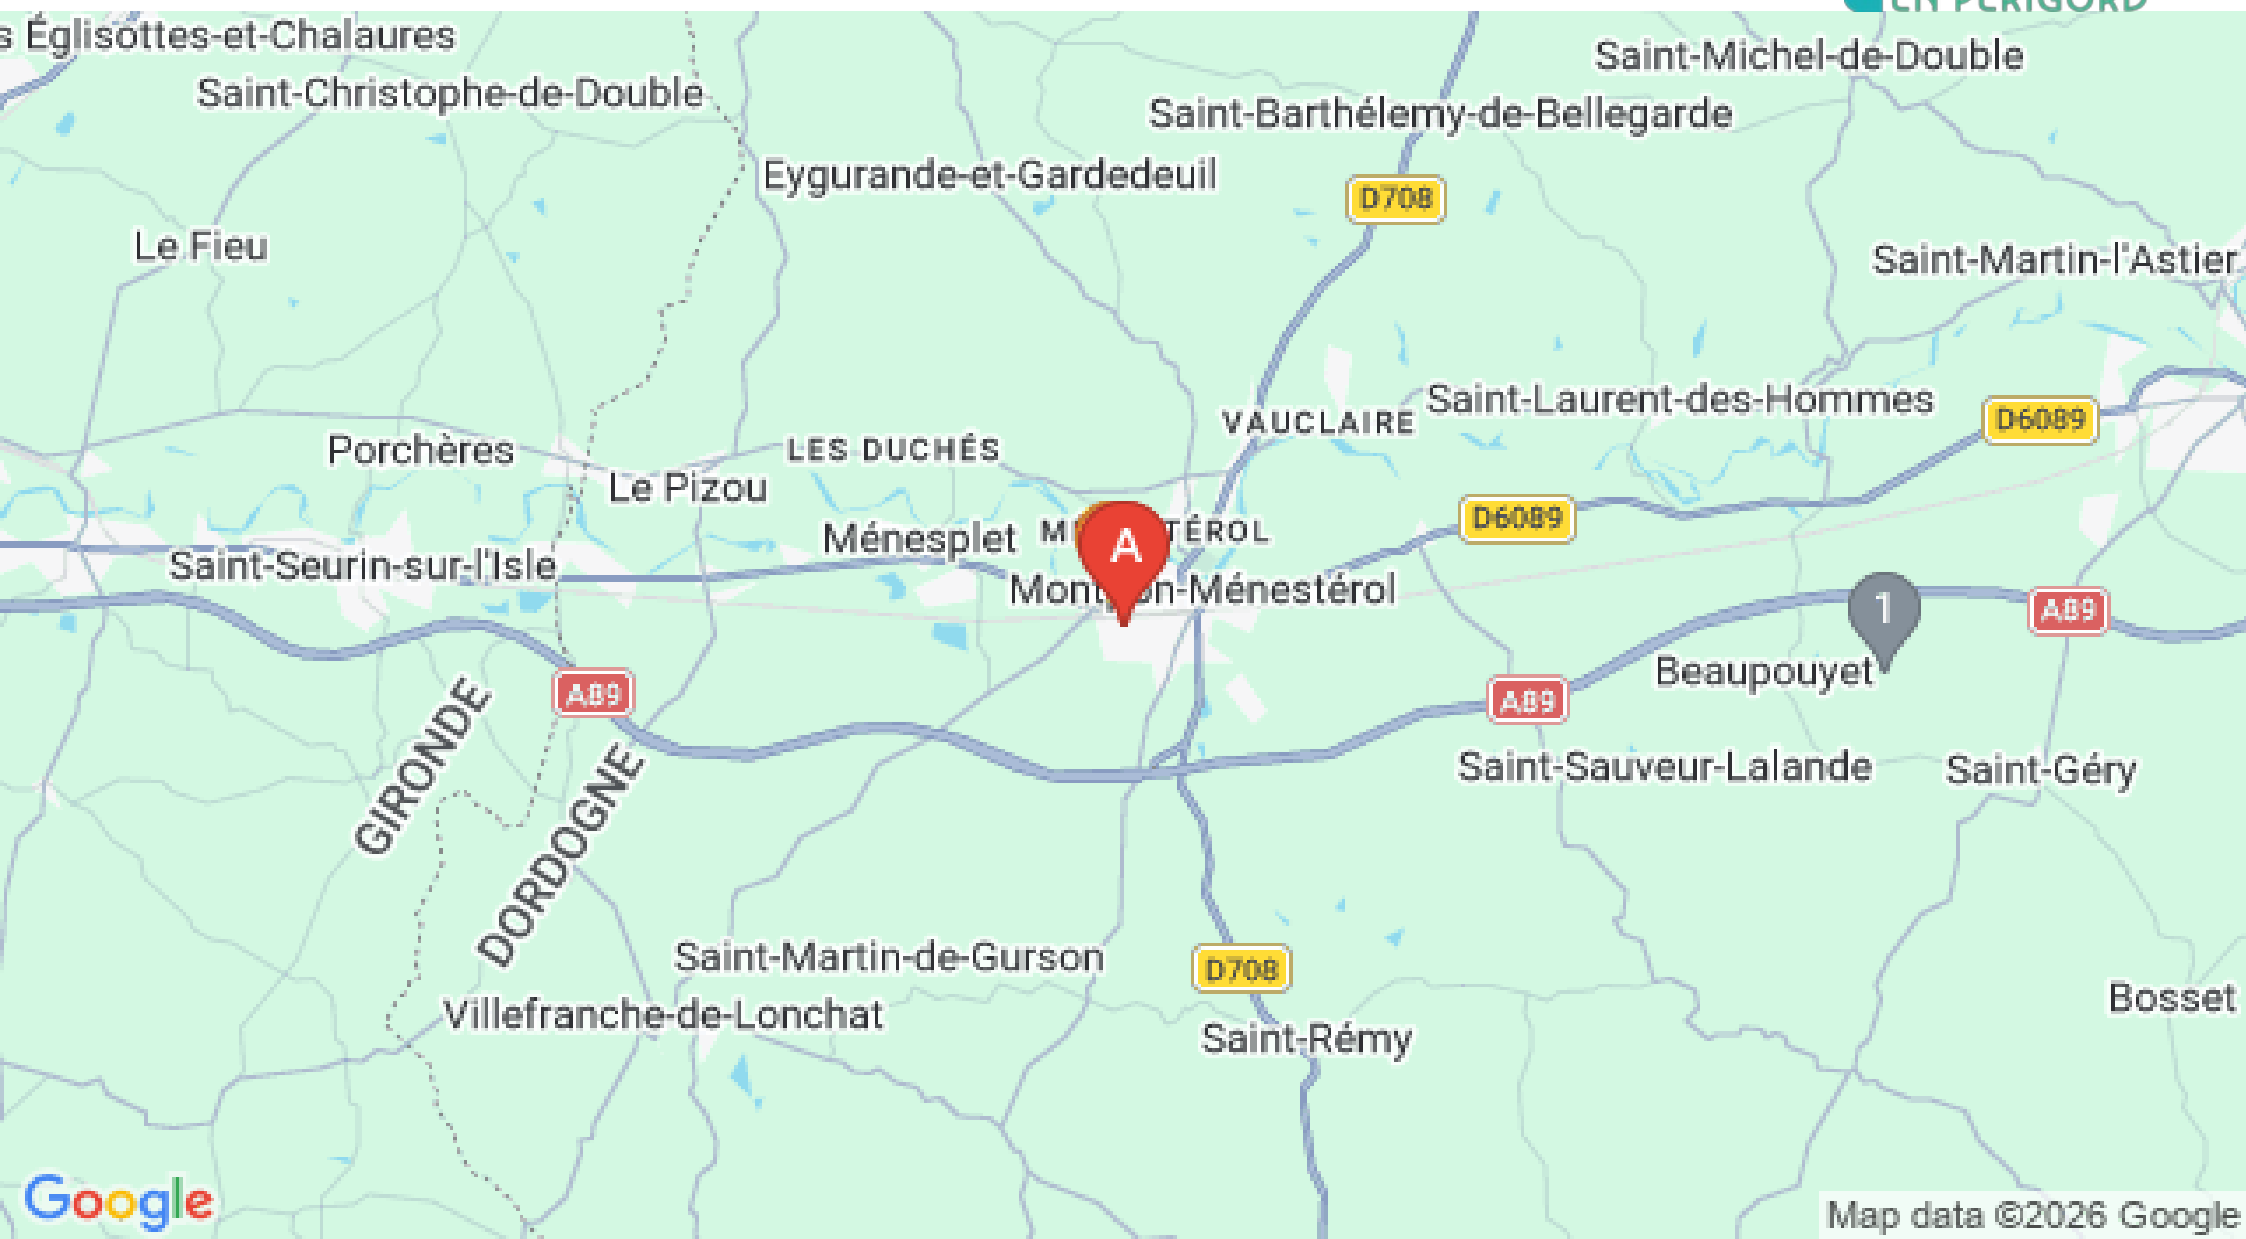 EN PÉRIGORD
s Églisottes-et-Chalaures
Saint-Michel-de-Double
Saint-Christophe-de-Double
Saint-Barthélemy-de-Bellegarde
Eygurande-et-Gardedeuil
D708
Le Fieu
Saint-Martin-l'Astier
Saint-Laurent-des-Hommes
D6089
VAUCLAIRE
Porchères
LES DUCHÉS
Le Pizou
D6089
Ménesplet
TÉROL
A
Saint-Seurin-sur-l'Isle
Montpon-Ménestérol
1
A89
Beaupouyet
A89
A89
GIRONDE
DORDOGNE
Saint-Sauveur-Lalande
Saint-Géry
Saint-Martin-de-Gurson
D708
Bosset
Villefranche-de-Lonchat
Saint-Rémy
Google
Map data ©2026 Google